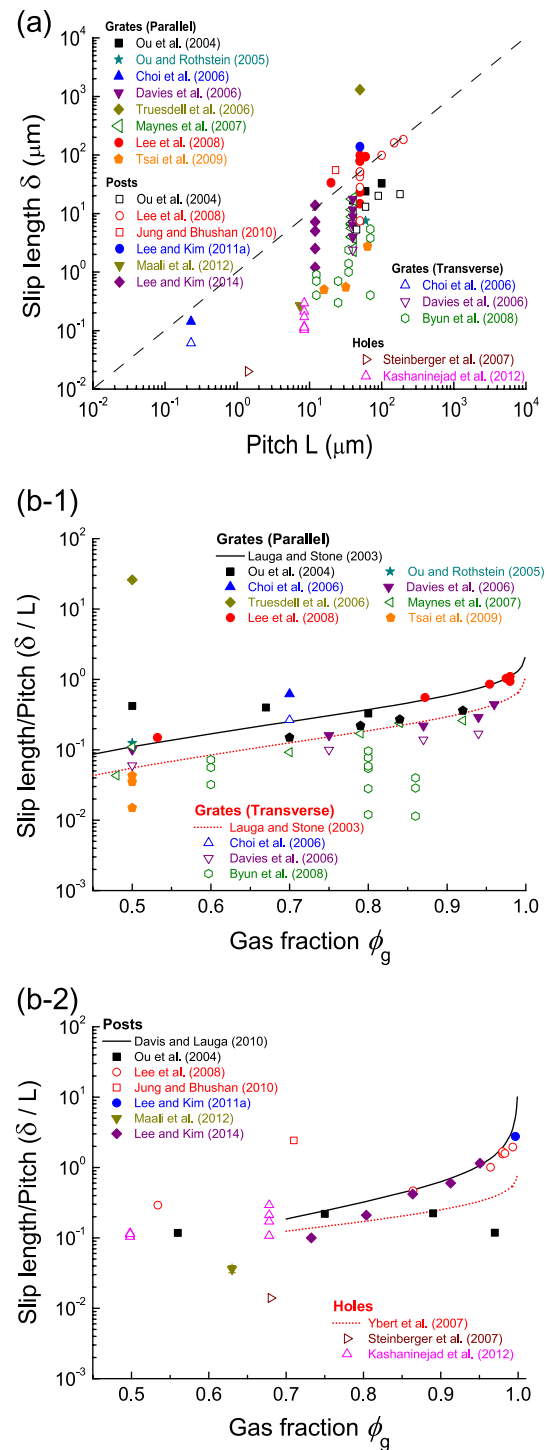 (a)
Grates (Parallel)
Ou et al. (2004)
Ou and Rothstein (2005)
Choi et al. (2006)
Davies et al. (2006)
Truesdell et al. (2006)
Maynes et al. (2007)
Lee et al. (2008)
Tsai et al. (2009)
Posts
Ou et al. (2004)
Lee et al. (2008)
Jung and Bhushan (2010)
Lee and Kim (2011a)
Maali et al. (2012)
Lee and Kim (2014)
Grates (Transverse)
Choi et al. (2006)
Davies et al. (2006)
Byun et al. (2008)
Holes
Steinberger et al. (2007)
Kashaninejad et al. (2012)
Slip length δ (μm)
10⁴
10³
10²
10¹
10⁰
10⁻¹
10⁻²
10⁻² 10⁻¹ 10⁰ 10¹ 10² 10³ 10⁴
Pitch L (μm)
(b-1)
Grates (Parallel)
Lauga and Stone (2003)
Ou et al. (2004) Ou and Rothstein (2005)
Choi et al. (2006) Davies et al. (2006)
Truesdell et al. (2006) Maynes et al. (2007)
Lee et al. (2008) Tsai et al. (2009)
Grates (Transverse)
Lauga and Stone (2003)
Choi et al. (2006)
Davies et al. (2006)
Byun et al. (2008)
Slip length/Pitch (δ / L)
10²
10¹
10⁰
10⁻¹
10⁻²
10⁻³
0.5 0.6 0.7 0.8 0.9 1.0
Gas fraction ϕg
(b-2)
Posts
Davis and Lauga (2010)
Ou et al. (2004)
Lee et al. (2008)
Jung and Bhushan (2010)
Lee and Kim (2011a)
Maali et al. (2012)
Lee and Kim (2014)
Holes
Ybert et al. (2007)
Steinberger et al. (2007)
Kashaninejad et al. (2012)
Slip length/Pitch (δ / L)
10²
10¹
10⁰
10⁻¹
10⁻²
10⁻³
0.5 0.6 0.7 0.8 0.9 1.0
Gas fraction ϕg